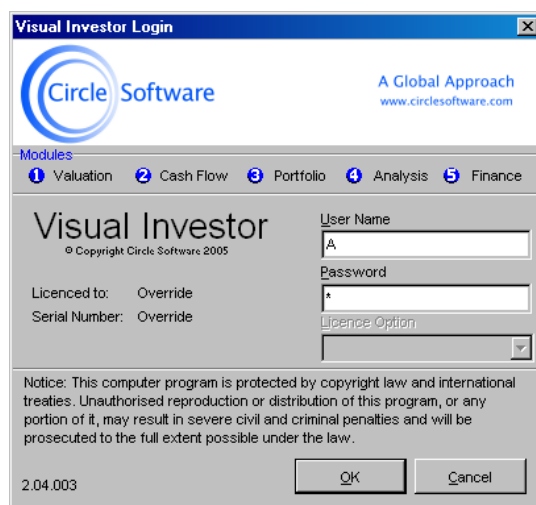 Visual Investor Login
Circle Software
A Global Approach
www.circlesoftware.com
Modules
1 Valuation 2 Cash Flow 3 Portfolio 4 Analysis 5 Finance
Visual Investor
© Copyright Circle Software 2005
Licenced to: Override
Serial Number: Override
User Name
A
Password
*
Licence Option
Notice: This computer program is protected by copyright law and international
treaties. Unauthorised reproduction or distribution of this program, or any
portion of it, may result in severe civil and criminal penalties and will be
prosecuted to the full extent possible under the law.
2.04.003
OK
Cancel